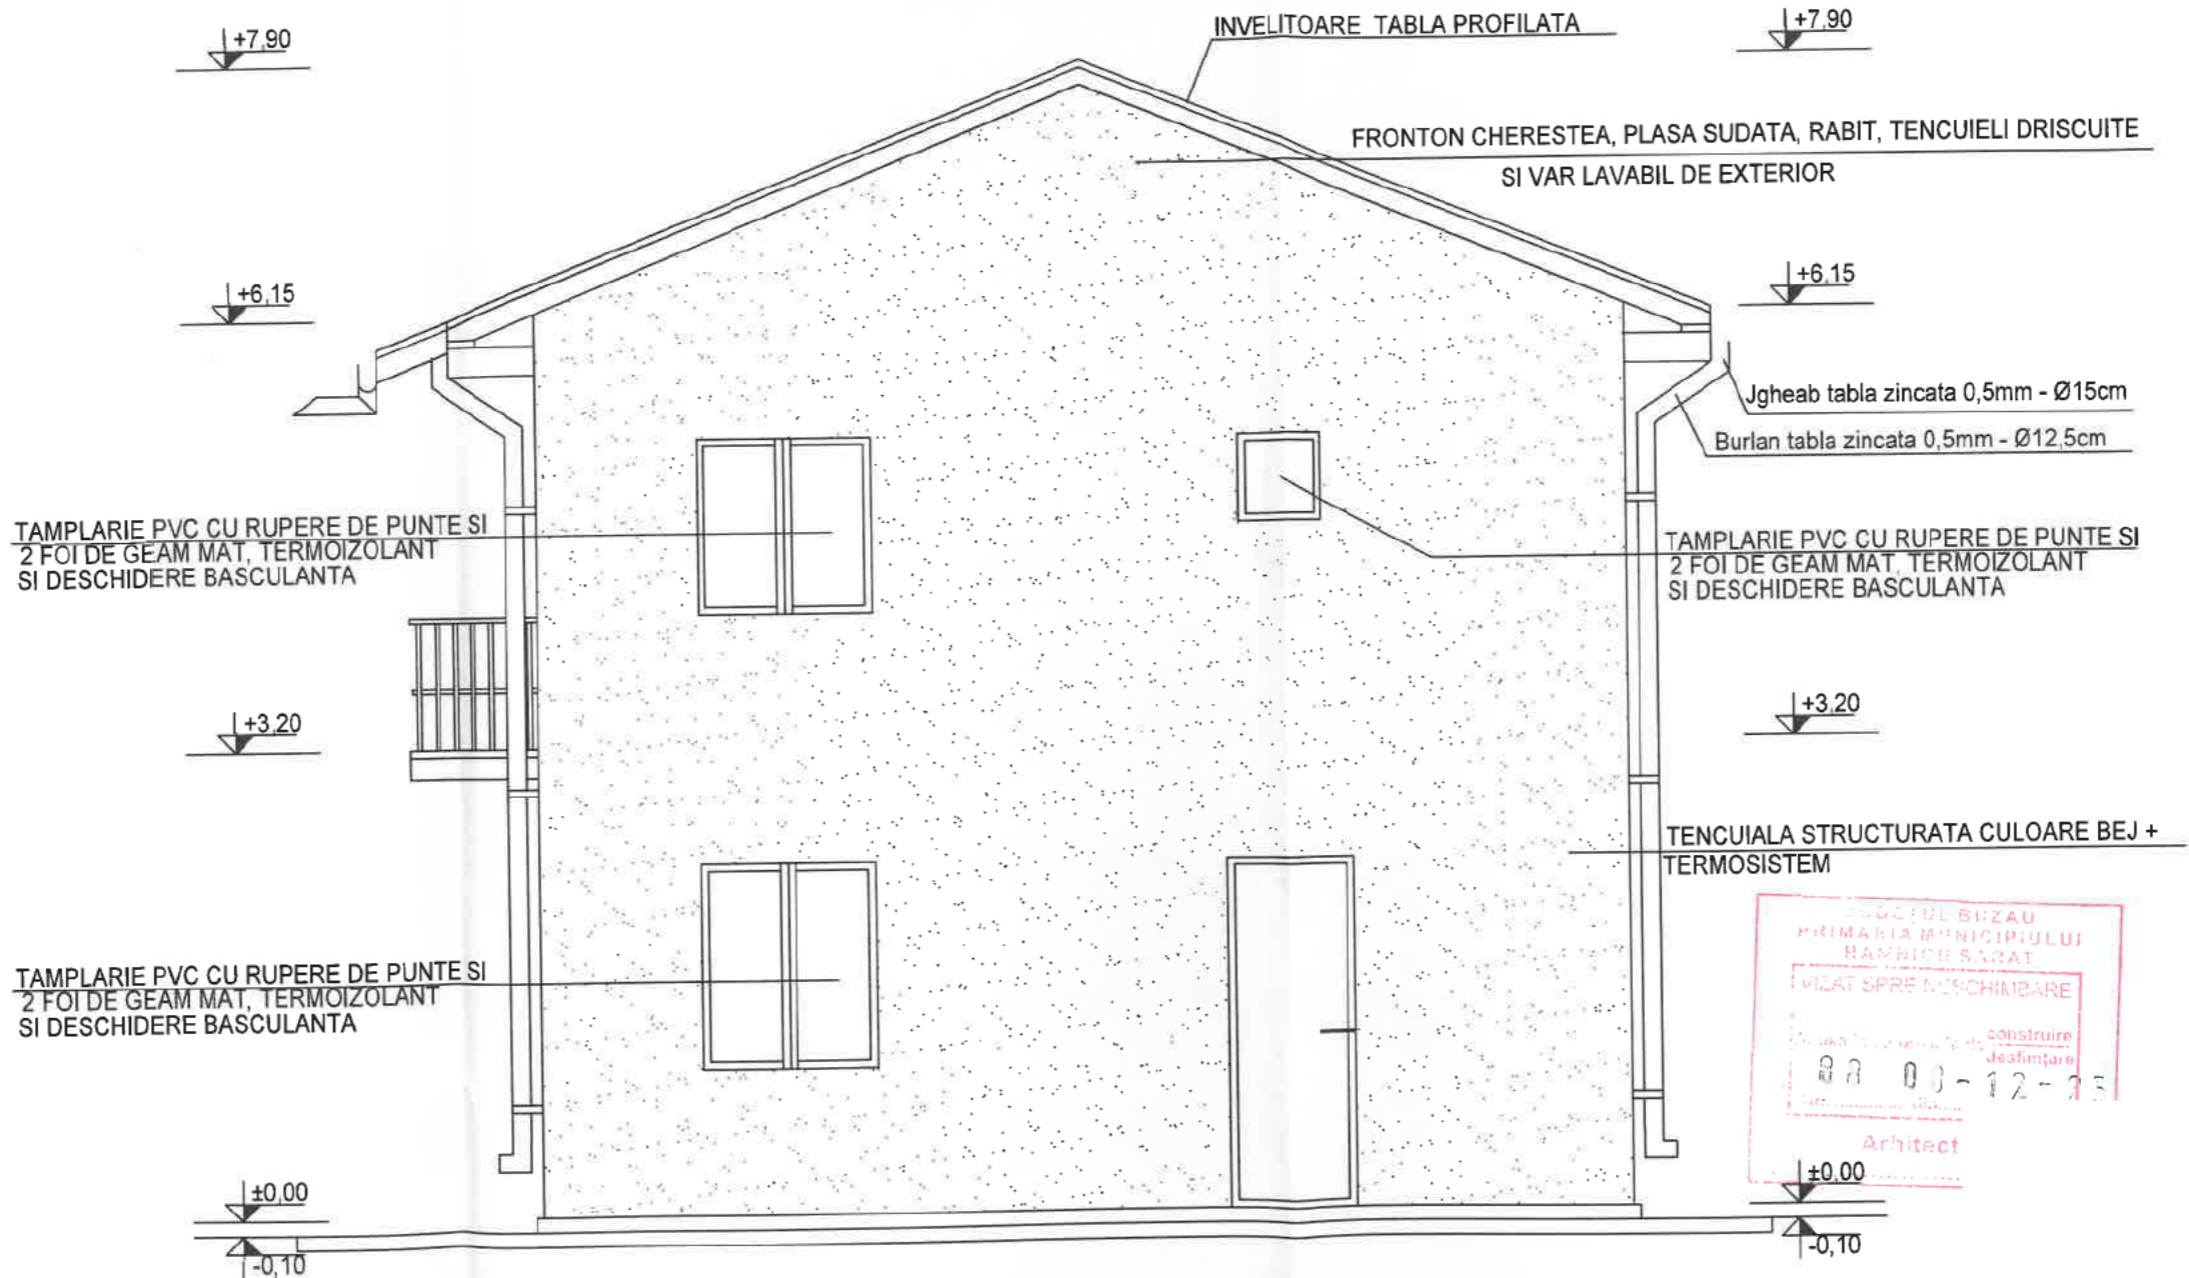 +7,90
INVELITOARE TABLA PROFILATA
+7,90
FRONTON CHERESTEA, PLASA SUDATA, RABIT, TENCUIELI DRISCUITE
SI VAR LAVABIL DE EXTERIOR
+6,15
+6,15
Jgheab tabla zincata 0,5mm - Ø15cm
Burlan tabla zincata 0,5mm - Ø12,5cm
TAMPLARIE PVC CU RUPERE DE PUNTE SI
2 FOI DE GEAM MAT, TERMOIZOLANT
SI DESCHIDERE BASCULANTA
TAMPLARIE PVC CU RUPERE DE PUNTE SI
2 FOI DE GEAM MAT, TERMOIZOLANT
SI DESCHIDERE BASCULANTA
+3,20
+3,20
TENCUIALA STRUCTURATA CULOARE BEJ +
TERMOSISTEM
TAMPLARIE PVC CU RUPERE DE PUNTE SI
2 FOI DE GEAM MAT, TERMOIZOLANT
SI DESCHIDERE BASCULANTA
JUDETUL BUZAU
PRIMARIA MUNICIPIULUI
RAMNICU SARAT
VIZAT SPRE NESCHIMBARE
construire
desfiintare
Arhitect
±0,00
±0,00
-0,10
-0,10